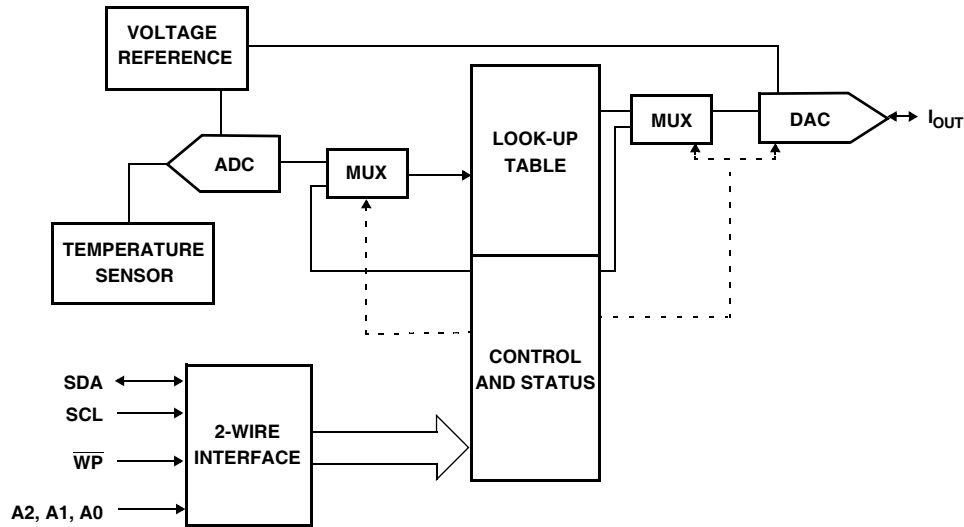 VOLTAGE
REFERENCE
ADC
MUX
LOOK-UP
TABLE
MUX
DAC
IOUT
TEMPERATURE
SENSOR
CONTROL
AND STATUS
SDA
SCL
W̅P̅
A2, A1, A0
2-WIRE
INTERFACE